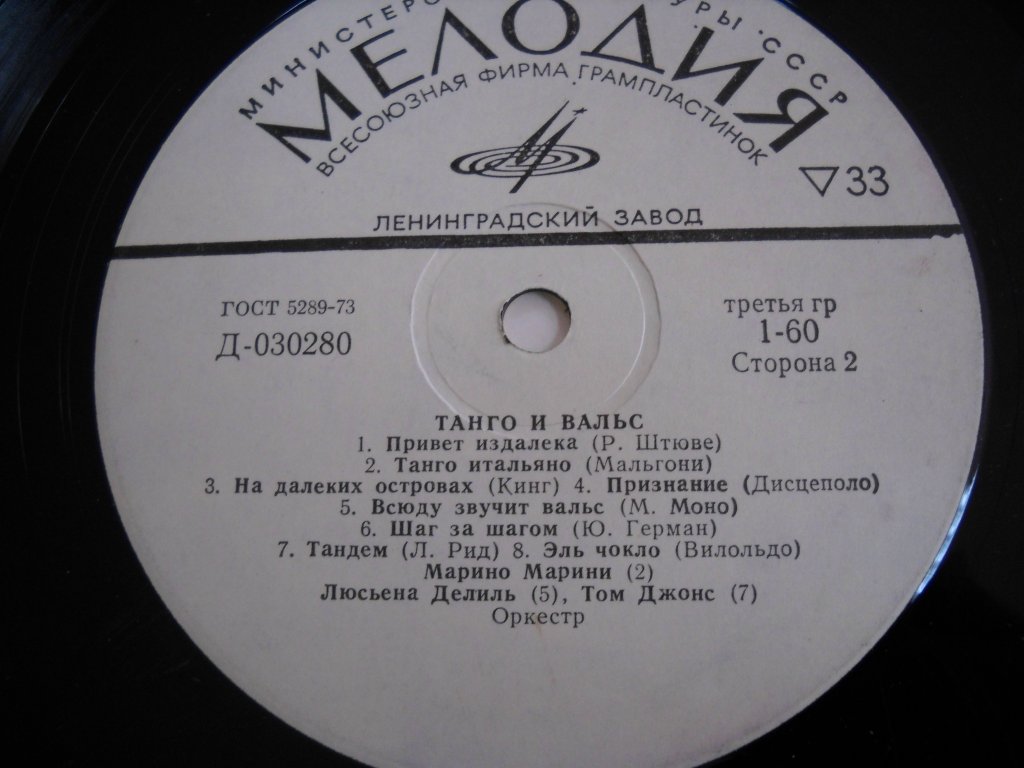 МИНИСТЕРС УРЫ · СССР
МЕЛОДИЯ
ВСЕСОЮЗНАЯ ФИРМА ГРАМПЛАСТИНОК
33
ЛЕНИНГРАДСКИЙ ЗАВОД
ГОСТ 5289-73
Д-030280
третья гр
1-60
Сторона 2
ТАНГО И ВАЛЬС
1. Привет издалека (Р. Штюве)
2. Танго итальяно (Мальгони)
3. На далеких островах (Кинг) 4. Признание (Дисцеполо)
5. Всюду звучит вальс (М. Моно)
6. Шаг за шагом (Ю. Герман)
7. Тандем (Л. Рид) 8. Эль чокло (Вилольдо)
Марино Марини (2)
Люсьена Делиль (5), Том Джонс (7)
Оркестр